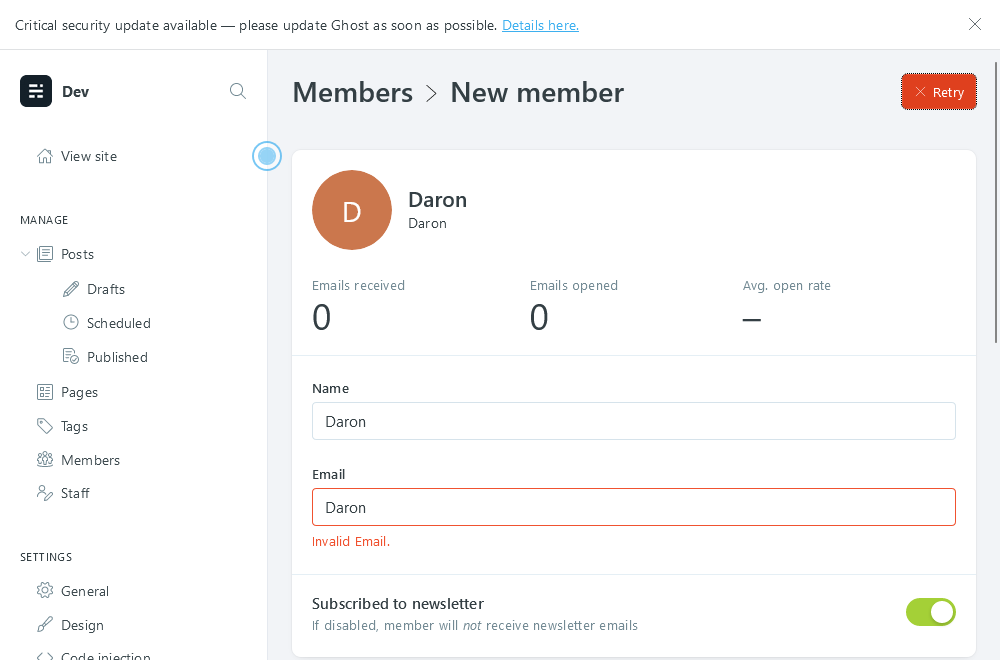 Critical security update available — please update Ghost as soon as possible. Details here.
Dev
View site
MANAGE
Posts
Drafts
Scheduled
Published
Pages
Tags
Members
Staff
SETTINGS
General
Design
Code injection
Members > New member
Retry
D
Daron
Daron
Emails received
0
Emails opened
0
Avg. open rate
–
Name
Daron
Email
Daron
Invalid Email.
Subscribed to newsletter
If disabled, member will not receive newsletter emails